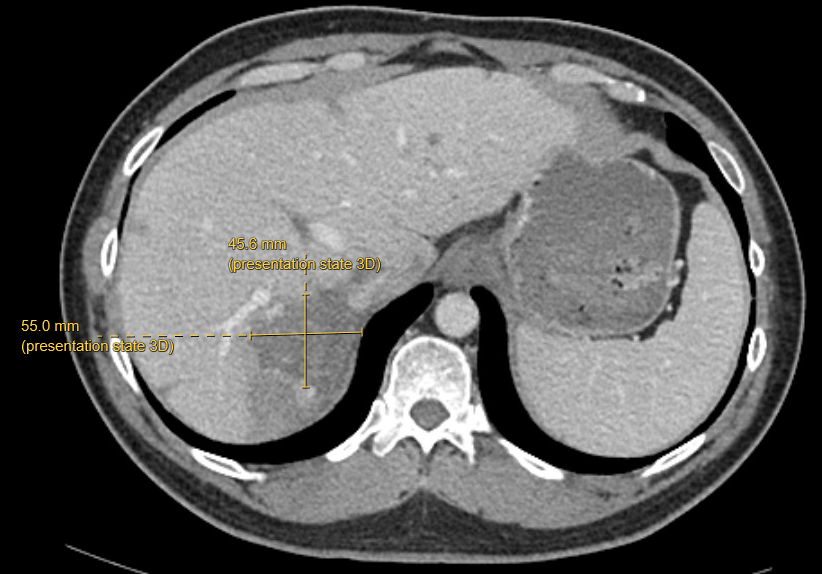 45.6 mm
(presentation state 3D)
55.0 mm
(presentation state 3D)